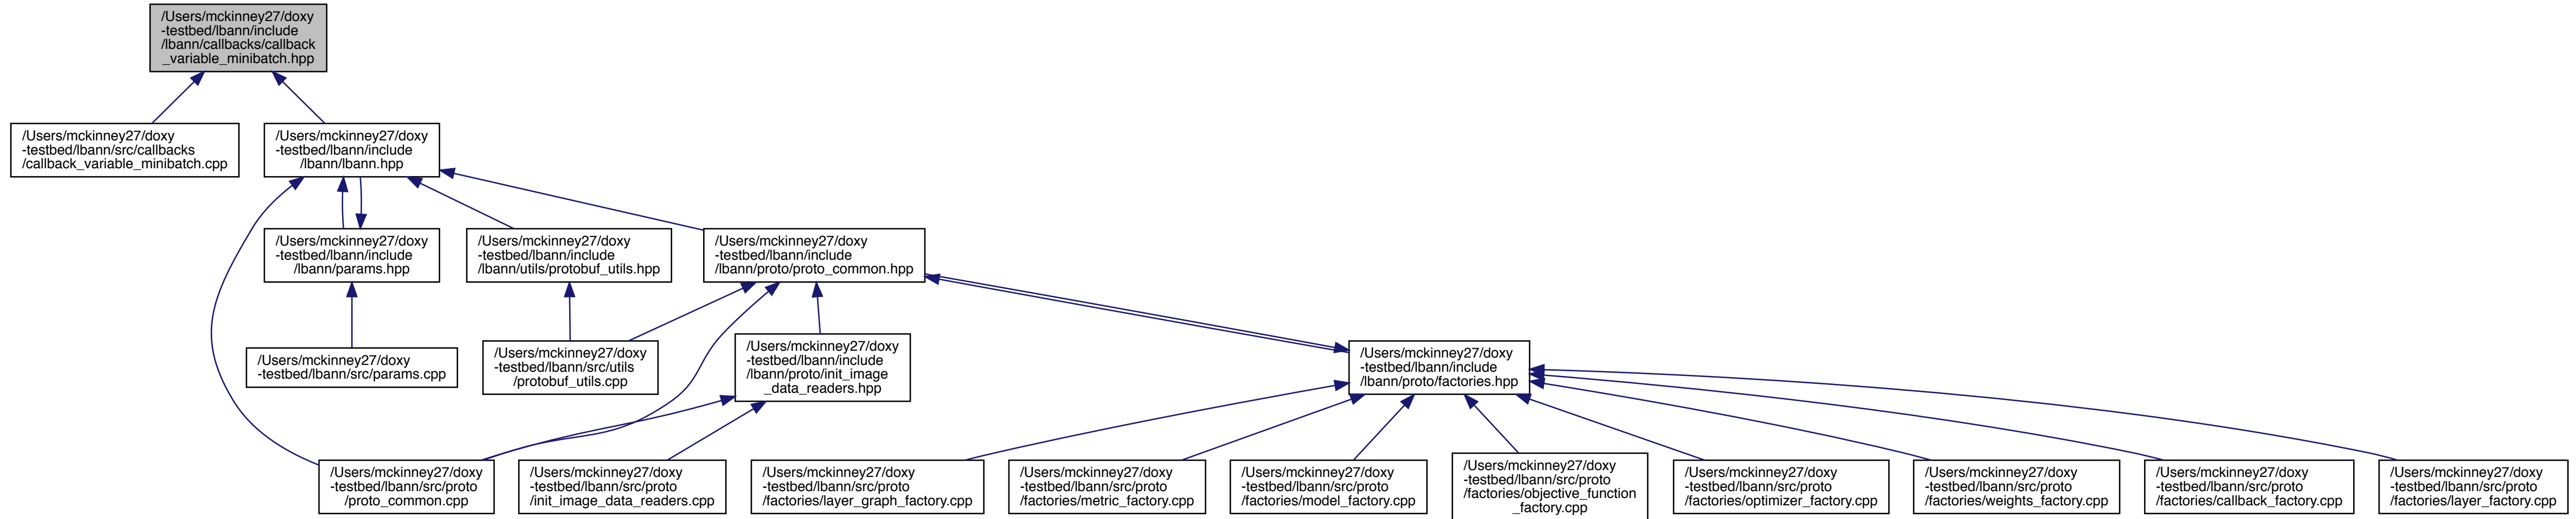 /Users/mckinney27/doxy
-testbed/lbann/include
/lbann/callbacks/callback
_variable_minibatch.hpp
/Users/mckinney27/doxy
-testbed/lbann/src/callbacks
/callback_variable_minibatch.cpp
/Users/mckinney27/doxy
-testbed/lbann/include
/lbann/lbann.hpp
/Users/mckinney27/doxy
-testbed/lbann/include
/lbann/params.hpp
/Users/mckinney27/doxy
-testbed/lbann/include
/lbann/utils/protobuf_utils.hpp
/Users/mckinney27/doxy
-testbed/lbann/include
/lbann/proto/proto_common.hpp
/Users/mckinney27/doxy
-testbed/lbann/src/params.cpp
/Users/mckinney27/doxy
-testbed/lbann/src/utils
/protobuf_utils.cpp
/Users/mckinney27/doxy
-testbed/lbann/include
/lbann/proto/init_image
_data_readers.hpp
/Users/mckinney27/doxy
-testbed/lbann/include
/lbann/proto/factories.hpp
/Users/mckinney27/doxy
-testbed/lbann/src/proto
/proto_common.cpp
/Users/mckinney27/doxy
-testbed/lbann/src/proto
/init_image_data_readers.cpp
/Users/mckinney27/doxy
-testbed/lbann/src/proto
/factories/layer_graph_factory.cpp
/Users/mckinney27/doxy
-testbed/lbann/src/proto
/factories/metric_factory.cpp
/Users/mckinney27/doxy
-testbed/lbann/src/proto
/factories/model_factory.cpp
/Users/mckinney27/doxy
-testbed/lbann/src/proto
/factories/objective_function
_factory.cpp
/Users/mckinney27/doxy
-testbed/lbann/src/proto
/factories/optimizer_factory.cpp
/Users/mckinney27/doxy
-testbed/lbann/src/proto
/factories/weights_factory.cpp
/Users/mckinney27/doxy
-testbed/lbann/src/proto
/factories/callback_factory.cpp
/Users/mckinney27/doxy
-testbed/lbann/src/proto
/factories/layer_factory.cpp